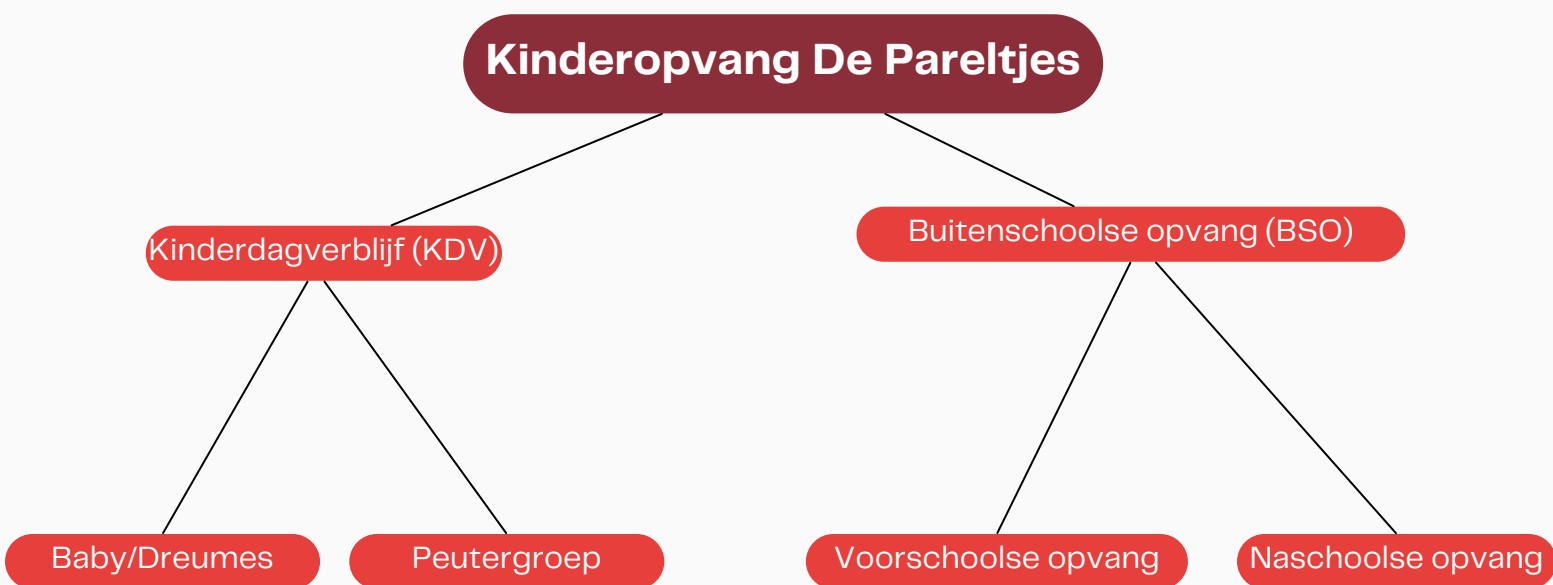 Kinderopvang De Pareltjes
Kinderdagverblijf (KDV)
Buitenschoolse opvang (BSO)
Baby/Dreumes
Peutergroep
Voorschoolse opvang
Naschoolse opvang